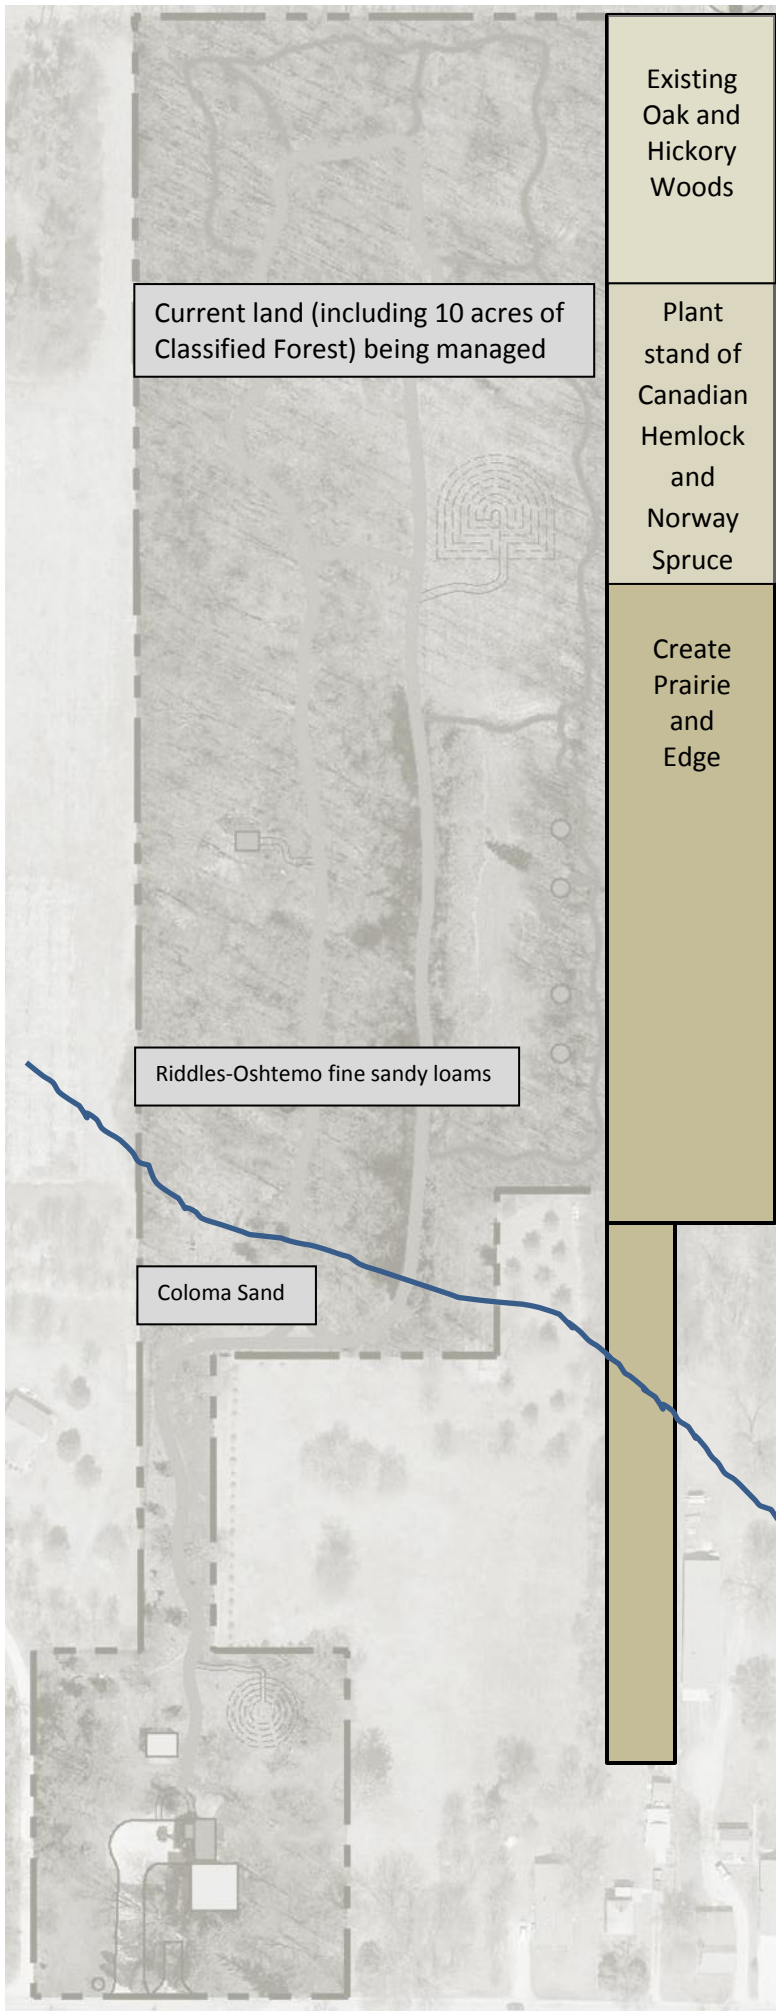 Existing
Oak and
Hickory
Woods
Current land (including 10 acres of
Classified Forest) being managed
Plant
stand of
Canadian
Hemlock
and
Norway
Spruce
Create
Prairie
and
Edge
Riddles-Oshtemo fine sandy loams
Coloma Sand